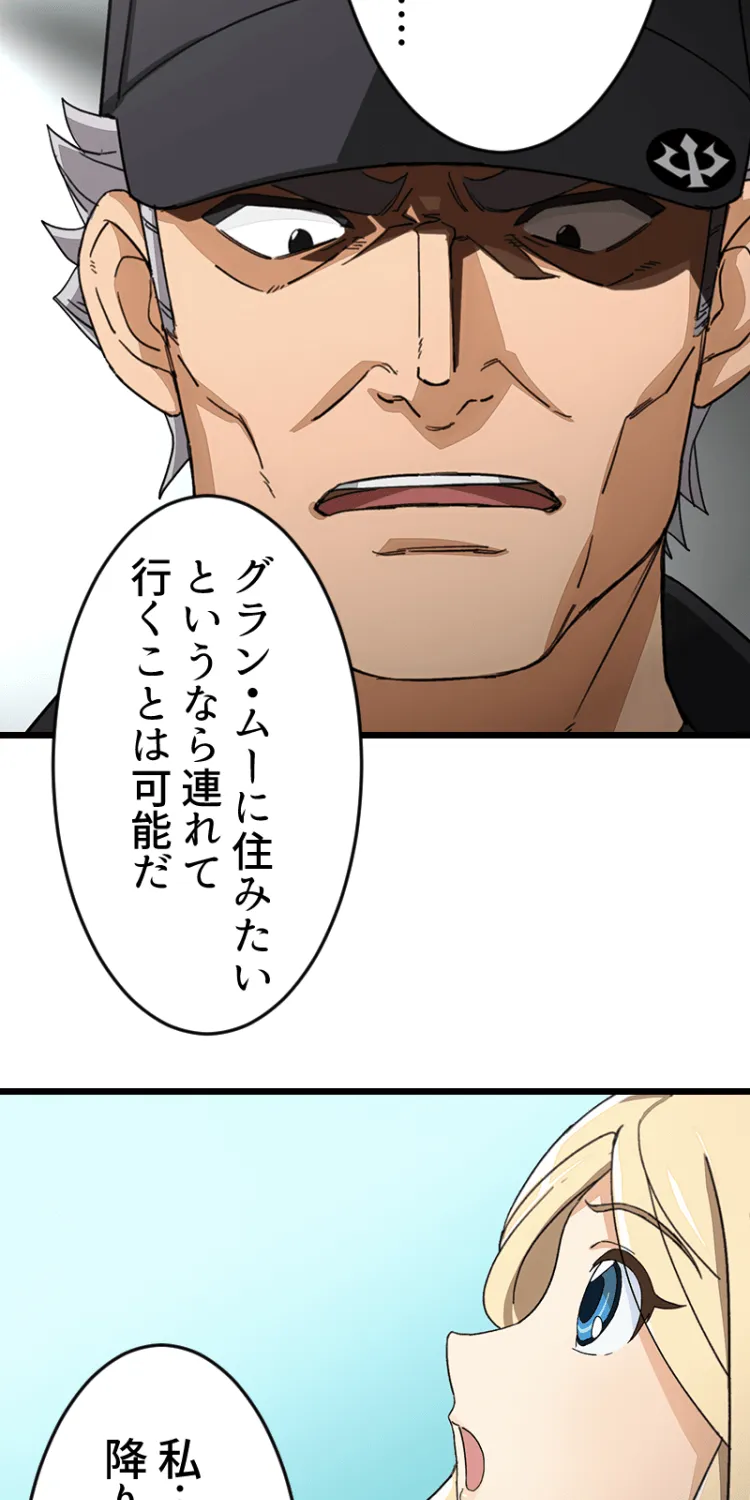 ……
グラン・ムーに住みたい
というなら連れて
行くことは可能だ
私…
降り